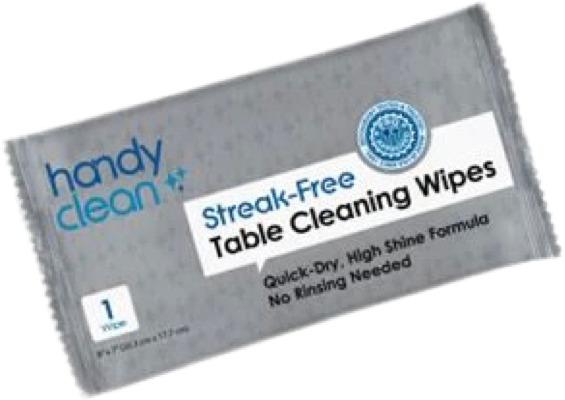 handy
clean
Streak-Free
Table Cleaning Wipes
Quick-Dry, High Shine Formula
No Rinsing Needed
1
Wipe